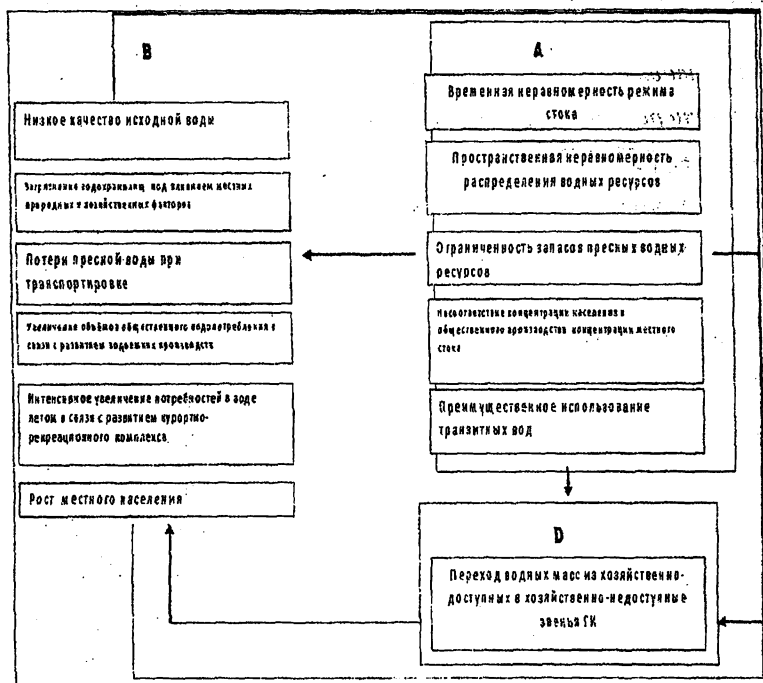 В
Низкое качество исходной воды
Загрязнение водохранилищ под влиянием местных
природных и хозяйственных факторов
Потери пресной воды при
транспортировке
Увеличение объёмов общественного водопотребления в
связи с развитием водоемких производств
Интенсивное увеличение потребностей в воде
летом в связи с развитием курортно-
рекреационного комплекса
Рост местного населения
А
Временная неравномерность режима
стока
Пространственная неравномерность
распределения водных ресурсов
Ограниченность запасов пресных водных
ресурсов
Несоответствие концентрации населения и
общественного производства концентрации местного
стока
Преимущественное использование
транзитных вод
D
Переход водных масс из хозяйственно-
доступных в хозяйственно-недоступные
звенья ГК